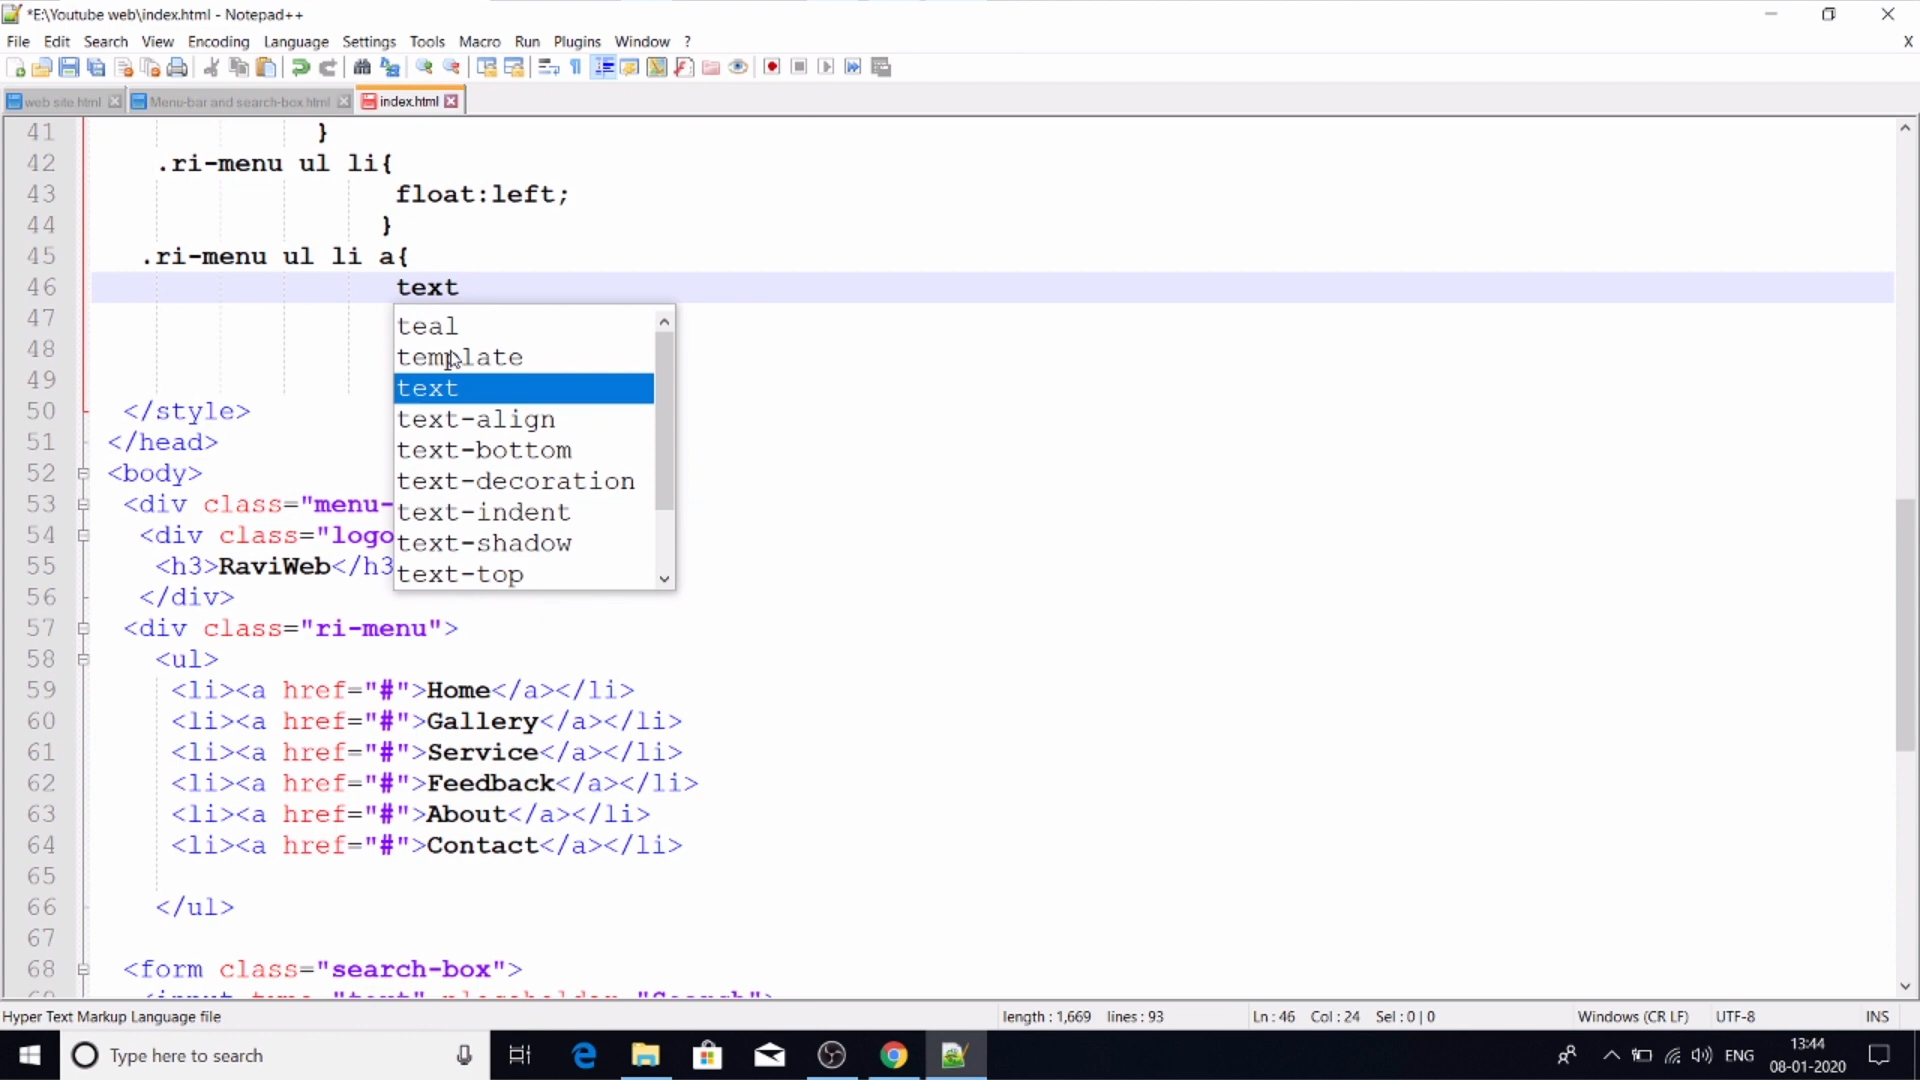 *E:\Youtube web\index.html - Notepad++
File Edit Search View Encoding Language Settings Tools Macro Run Plugins Window ? X
web site.html Menu-bar and search-box.html index.html
41 }
42 .ri-menu ul li{
43 float:left;
44 }
45 .ri-menu ul li a{
46 text
47
48
49
50 </style>
51 </head>
52 <body>
53 <div class="menu-
54 <div class="logo
55 <h3>RaviWeb</h3
56 </div>
57 <div class="ri-menu">
58 <ul>
59 <li><a href="#">Home</a></li>
60 <li><a href="#">Gallery</a></li>
61 <li><a href="#">Service</a></li>
62 <li><a href="#">Feedback</a></li>
63 <li><a href="#">About</a></li>
64 <li><a href="#">Contact</a></li>
65
66 </ul>
67
68 <form class="search-box">
69 <input type="text" placeholder="Search">
teal
template
text
text-align
text-bottom
text-decoration
text-indent
text-shadow
text-top
Hyper Text Markup Language file length : 1,669 lines : 93 Ln : 46 Col : 24 Sel : 0 | 0 Windows (CR LF) UTF-8 INS
Type here to search ENG 13:44
08-01-2020